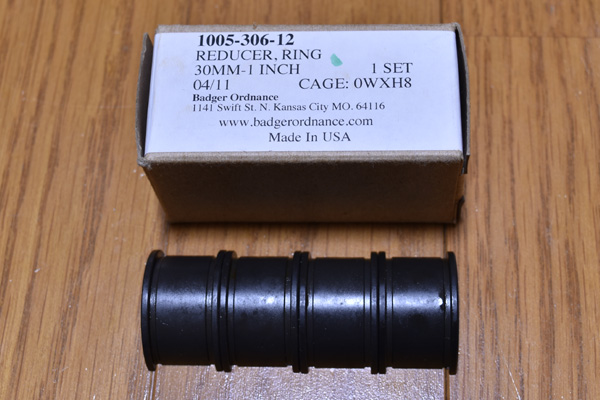 1005-306-12
REDUCER, RING
30MM-1 INCH 1 SET
04/11 CAGE: 0WXH8
Badger Ordnance
1141 Swift St. N. Kansas City MO. 64116
www.badgerordnance.com
Made In USA